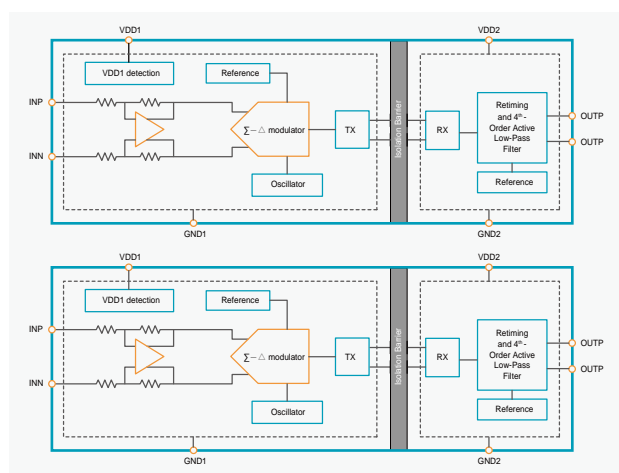 VDD1
VDD2
VDD1 detection
Reference
INP
INN
∑－△ modulator
TX
Isolation Barrier
RX
Retiming
and 4th -
Order Active
Low-Pass
Filter
OUTP
OUTP
Oscillator
Reference
GND1
GND2
VDD1
VDD2
VDD1 detection
Reference
INP
INN
∑－△ modulator
TX
Isolation Barrier
RX
Retiming
and 4th -
Order Active
Low-Pass
Filter
OUTP
OUTP
Oscillator
Reference
GND1
GND2